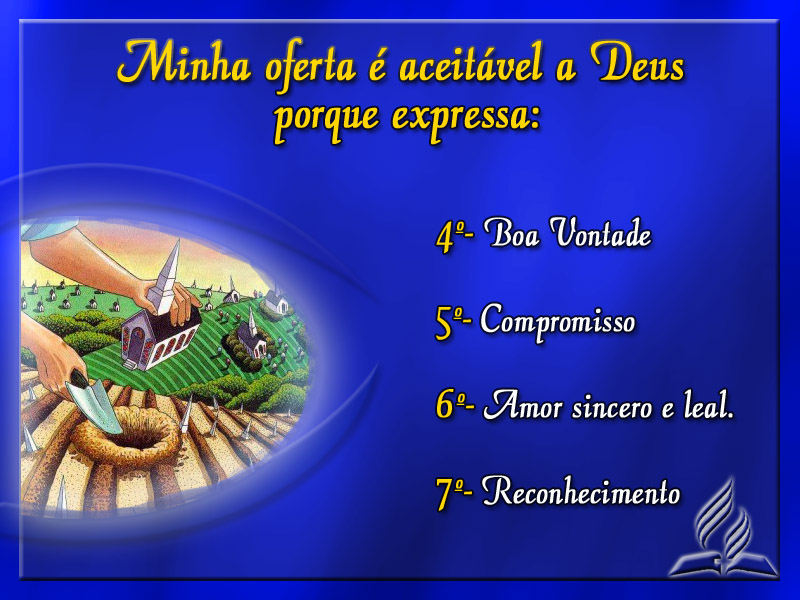 Minha oferta é aceitável a Deus
porque expressa:
4º- Boa Vontade
5º- Compromisso
6º- Amor sincero e leal.
7º- Reconhecimento